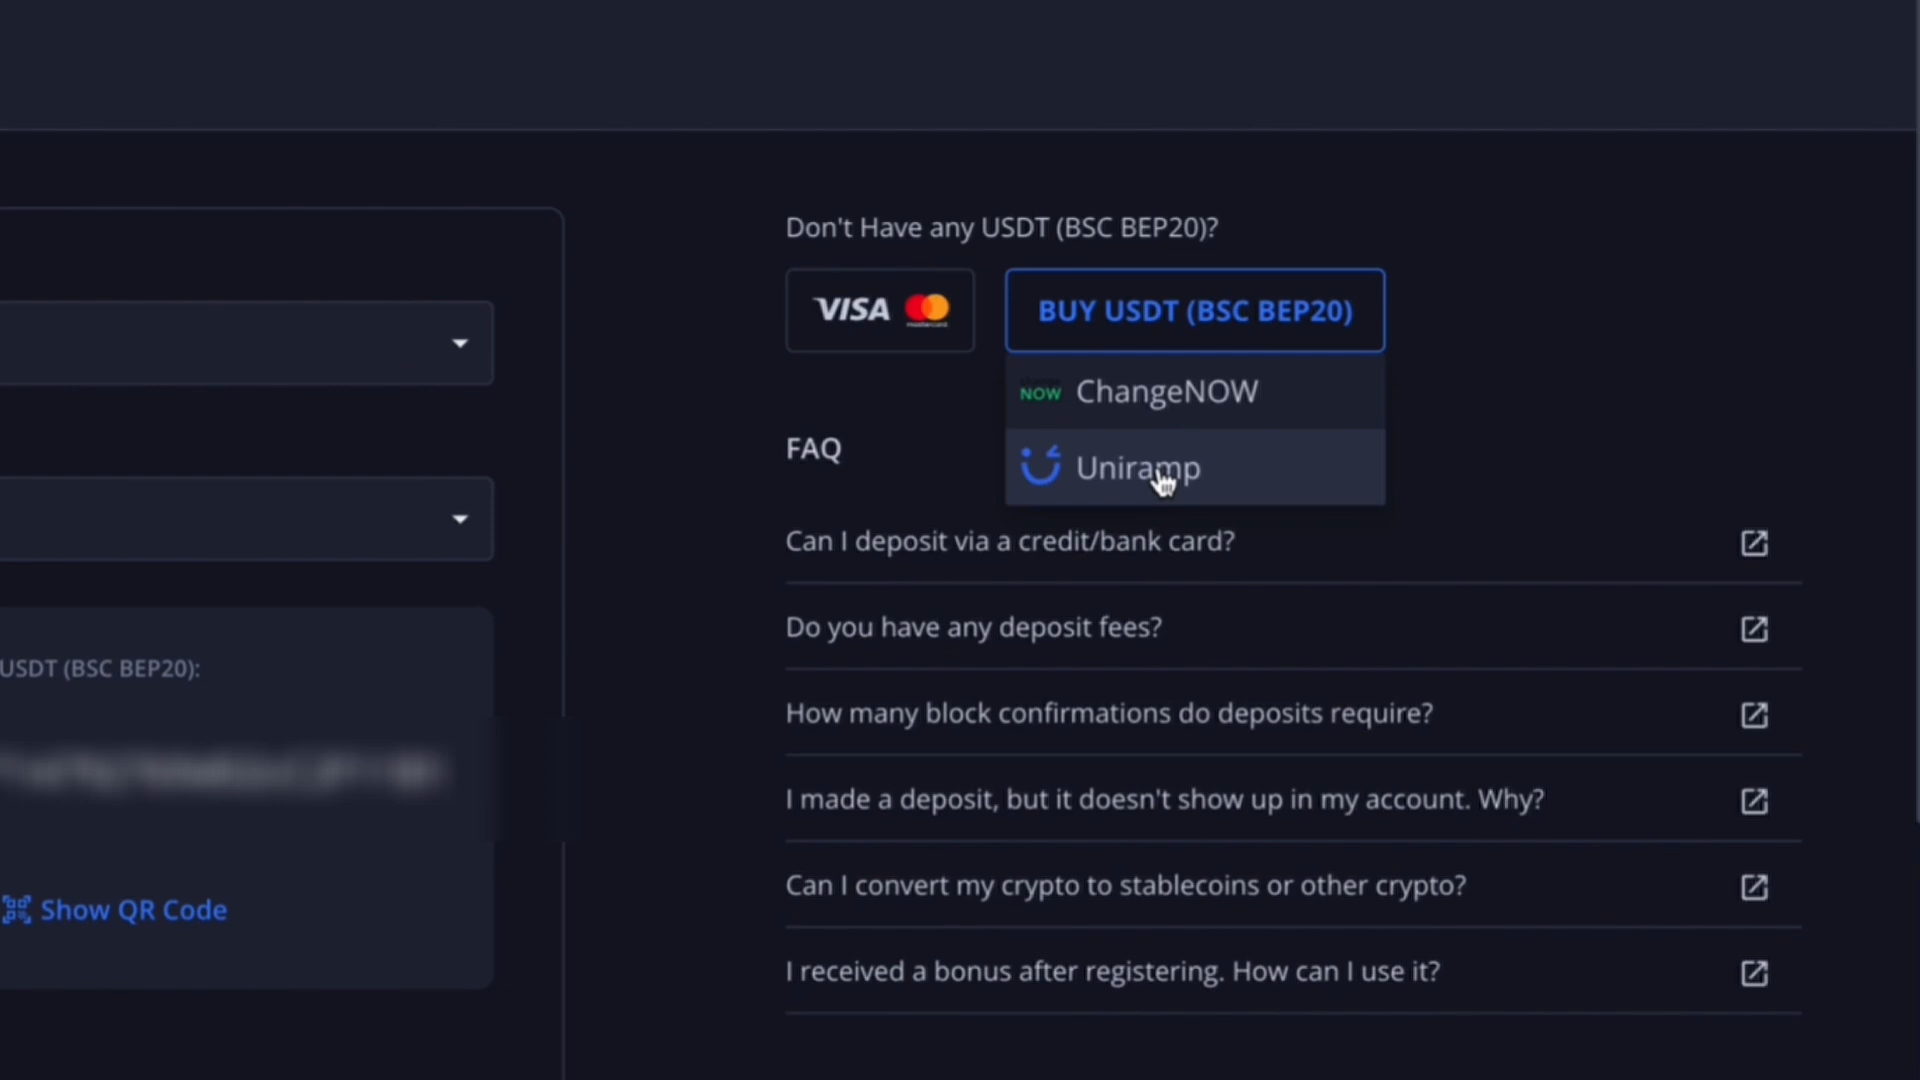 Don't Have any USDT (BSC BEP20)?
VISA mastercard BUY USDT (BSC BEP20)
NOW ChangeNOW
FAQ
Uniramp
Can I deposit via a credit/bank card?
Do you have any deposit fees?
USDT (BSC BEP20):
How many block confirmations do deposits require?
I made a deposit, but it doesn't show up in my account. Why?
Can I convert my crypto to stablecoins or other crypto?
Show QR Code
I received a bonus after registering. How can I use it?